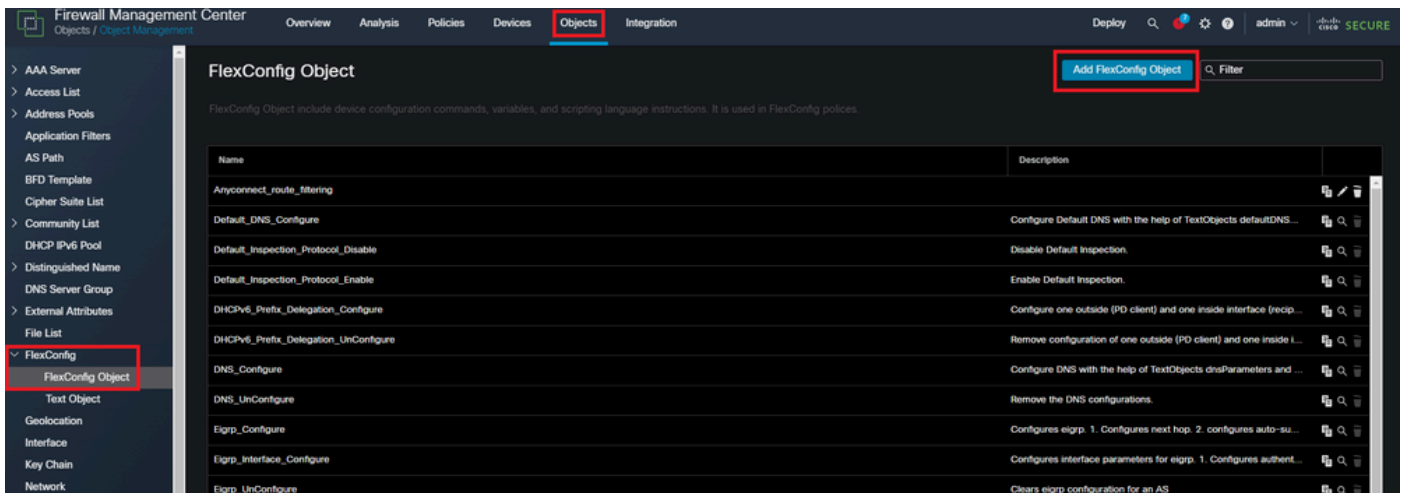 Firewall Management Center
Objects / Object Management
Overview Analysis Policies Devices Objects Integration Deploy admin cisco SECURE
AAA Server
Access List
Address Pools
Application Filters
AS Path
BFD Template
Cipher Suite List
Community List
DHCP IPv6 Pool
Distinguished Name
DNS Server Group
External Attributes
File List
FlexConfig
FlexConfig Object
Text Object
Geolocation
Interface
Key Chain
Network
FlexConfig Object
Add FlexConfig Object Filter
FlexConfig Object include device configuration commands, variables, and scripting language instructions. It is used in FlexConfig polices.
Name Description
Anyconnect_route_filtering
Default_DNS_Configure Configure Default DNS with the help of TextObjects defaultDNS...
Default_Inspection_Protocol_Disable Disable Default Inspection.
Default_Inspection_Protocol_Enable Enable Default Inspection.
DHCPv6_Prefix_Delegation_Configure Configure one outside (PD client) and one inside interface (recip...
DHCPv6_Prefix_Delegation_UnConfigure Remove configuration of one outside (PD client) and one inside i...
DNS_Configure Configure DNS with the help of TextObjects dnsParameters and ...
DNS_UnConfigure Remove the DNS configurations.
Eigrp_Configure Configures eigrp. 1. Configures next hop. 2. configures auto-su...
Eigrp_Interface_Configure Configures interface parameters for eigrp. 1. Configures authent...
Eigrp_UnConfigure Clears eigrp configuration for an AS